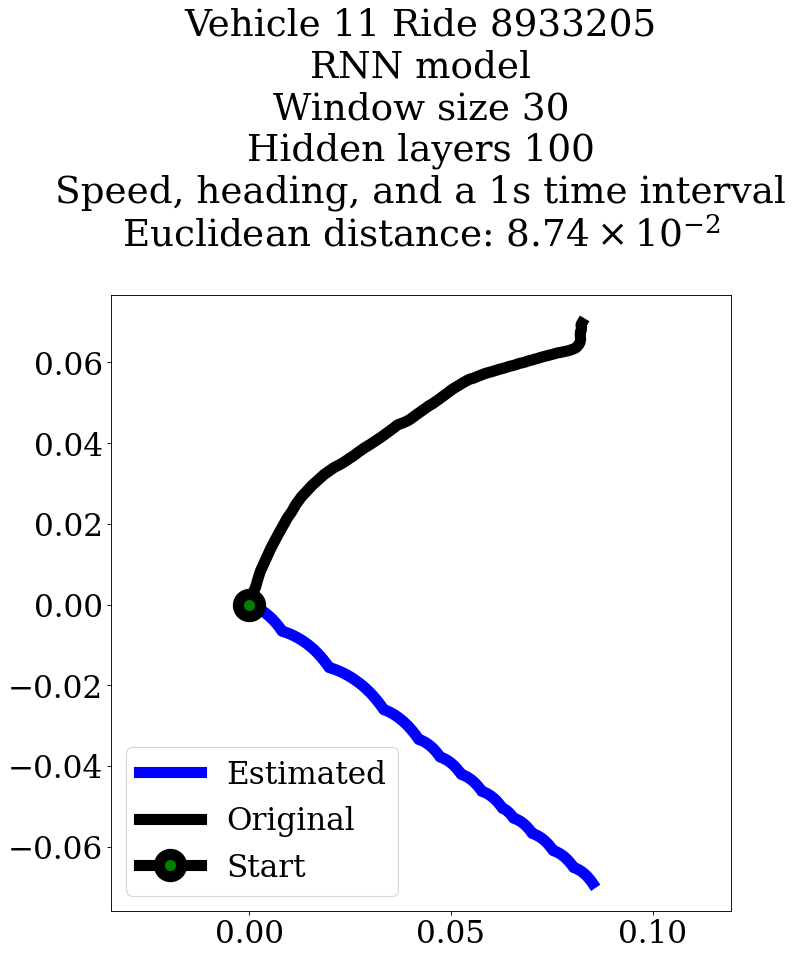 Vehicle 11 Ride 8933205
RNN model
Window size 30
Hidden layers 100
Speed, heading, and a 1s time interval
Euclidean distance: 8.74 × 10⁻²
0.06
0.04
0.02
0.00
−0.02
−0.04
−0.06
Estimated
Original
Start
0.00 0.05 0.10